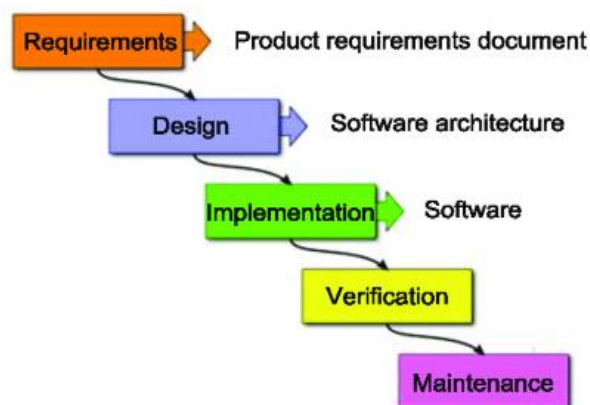 Requirements
Product requirements document
Design
Software architecture
Implementation
Software
Verification
Maintenance